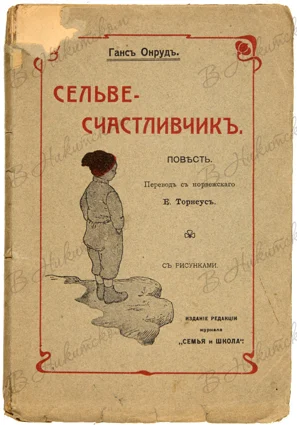 Гансъ Онрудъ.
СЕЛЬВЕ-
СЧАСТЛИВЧИКЪ.
ПОВѢСТЬ.
Переводъ съ норвежскаго
Е. Торнеусъ.
СЪ РИСУНКАМИ.
ИЗДАНІЕ РЕДАКЦІИ
журнала
„СЕМЬЯ и ШКОЛА".